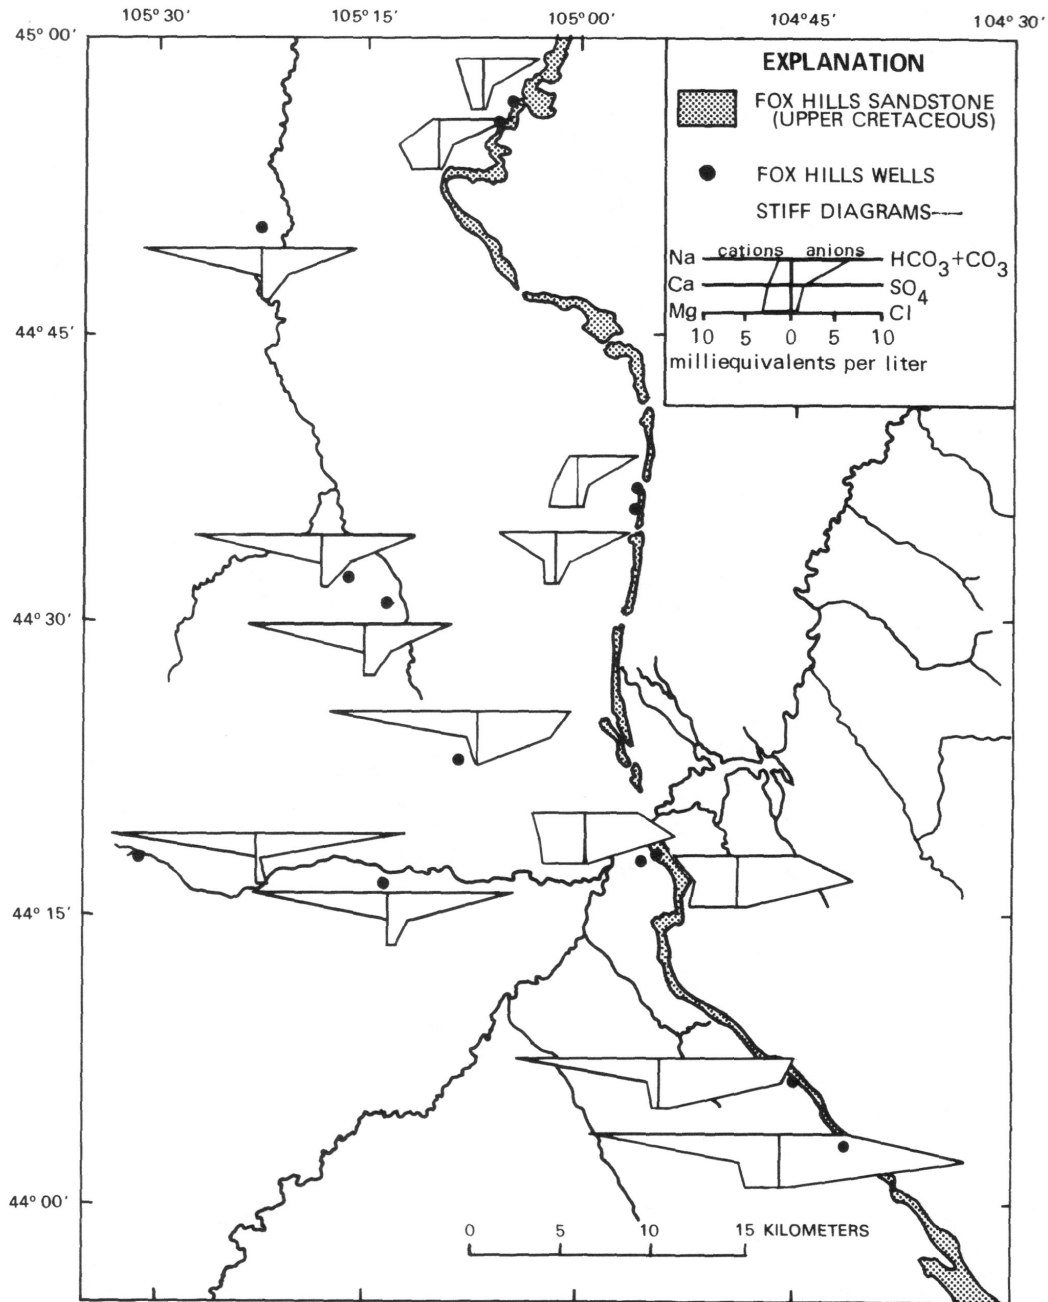 105° 30′ 105° 15′ 105° 00′ 104° 45′ 104° 30′
45° 00′
EXPLANATION
FOX HILLS SANDSTONE
(UPPER CRETACEOUS)
FOX HILLS WELLS
STIFF DIAGRAMS—
cations anions
Na HCO3+CO3
Ca SO4
Mg Cl
10 5 0 5 10
milliequivalents per liter
44° 45′
44° 30′
44° 15′
44° 00′
0 5 10 15 KILOMETERS